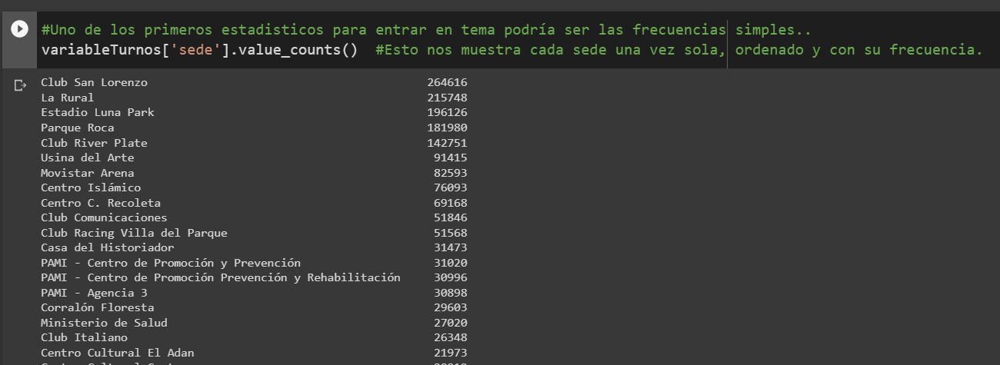 #Uno de los primeros estadisticos para entrar en tema podría ser las frecuencias simples..
variableTurnos['sede'].value_counts()  #Esto nos muestra cada sede una vez sola, ordenado y con su frecuencia.
Club San Lorenzo 264616
La Rural 215748
Estadio Luna Park 196126
Parque Roca 181980
Club River Plate 142751
Usina del Arte 91415
Movistar Arena 82593
Centro Islámico 76093
Centro C. Recoleta 69168
Club Comunicaciones 51846
Club Racing Villa del Parque 51568
Casa del Historiador 31473
PAMI - Centro de Promoción y Prevención 31020
PAMI - Centro de Promoción Prevención y Rehabilitación 30996
PAMI - Agencia 3 30898
Corralón Floresta 29603
Ministerio de Salud 27020
Club Italiano 26348
Centro Cultural El Adan 21973